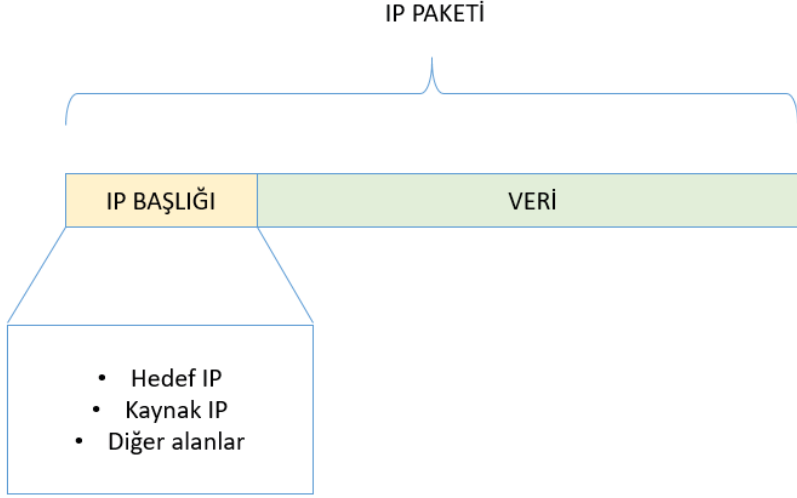 IP PAKETİ
IP BAŞLIĞI
VERİ
• Hedef IP
• Kaynak IP
• Diğer alanlar